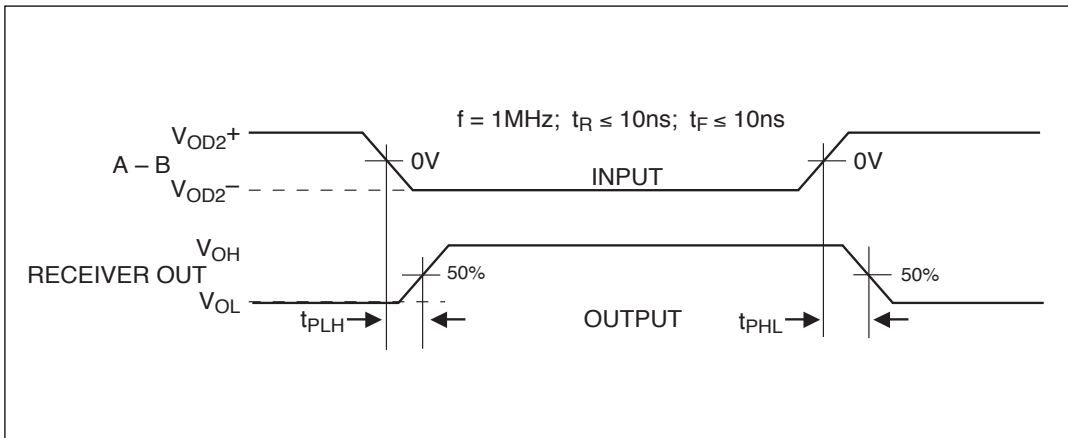 f = 1MHz; tR ≤ 10ns; tF ≤ 10ns
VOD2+
A – B
0V
0V
INPUT
VOD2–
VOH
RECEIVER OUT
50%
50%
VOL
tPLH
OUTPUT
tPHL